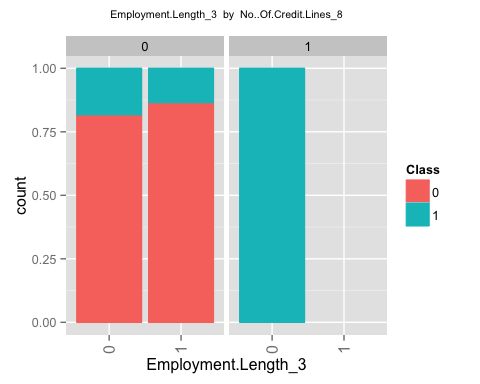 Employment.Length_3 by No..Of.Credit.Lines_8
0 1
1.00
0.75
0.50
0.25
0.00
count
0 1 0 1
Employment.Length_3
Class
0
1